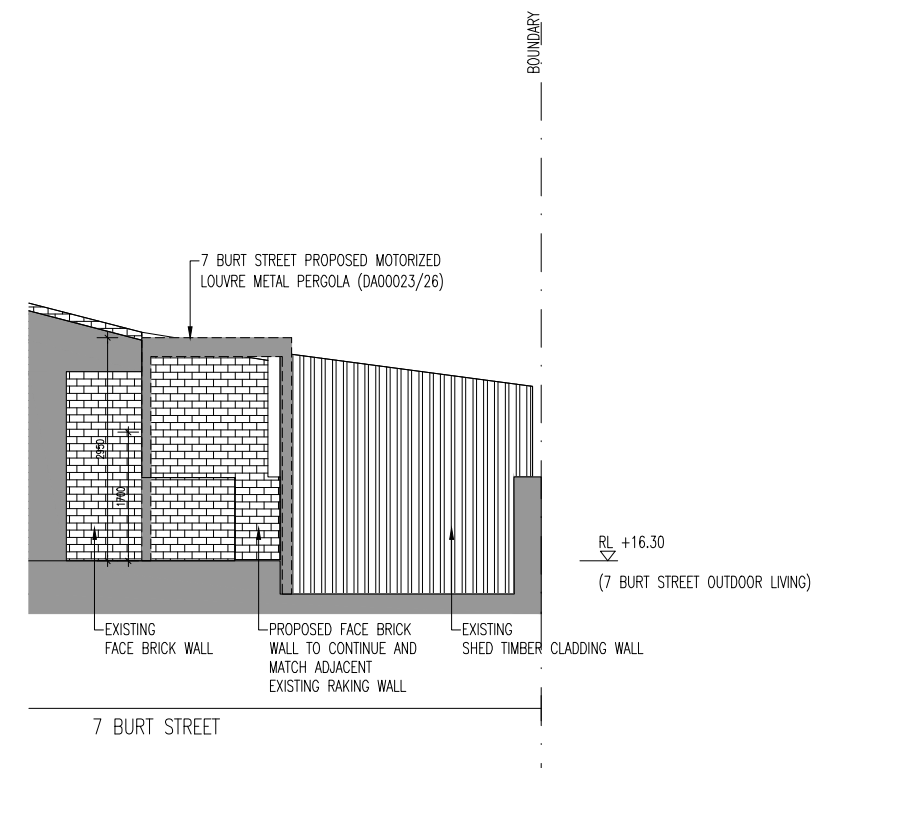 BOUNDARY
7 BURT STREET PROPOSED MOTORIZED
LOUVRE METAL PERGOLA (DA00023/26)
2950
1700
RL +16.30
(7 BURT STREET OUTDOOR LIVING)
EXISTING
FACE BRICK WALL
PROPOSED FACE BRICK
WALL TO CONTINUE AND
MATCH ADJACENT
EXISTING RAKING WALL
EXISTING
SHED TIMBER CLADDING WALL
7 BURT STREET